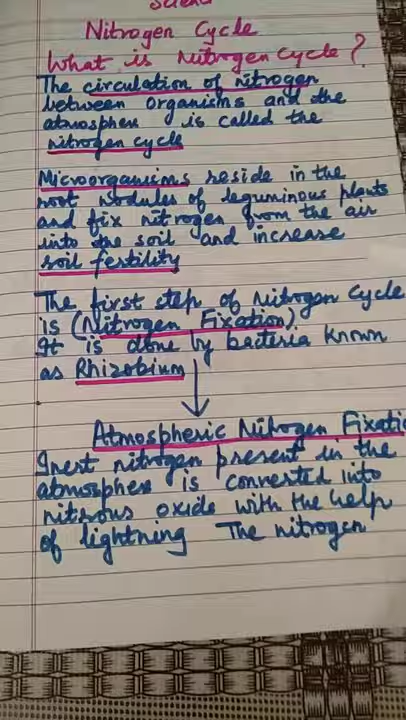 Science
Nitrogen Cycle
What is Nitrogen Cycle?
The circulation of nitrogen
between organisms and the
atmosphere is called the
nitrogen cycle
Microorganisms reside in the
root nodules of leguminous plants
and fix nitrogen from the air
into the soil and increase
soil fertility
The first step of Nitrogen Cycle
is (Nitrogen Fixation)
It is done by bacteria known
as Rhizobium
Atmospheric Nitrogen Fixatio
Inert nitrogen present in the
atmosphere is converted into
nitrous oxide with the help
of lightning The nitrogen